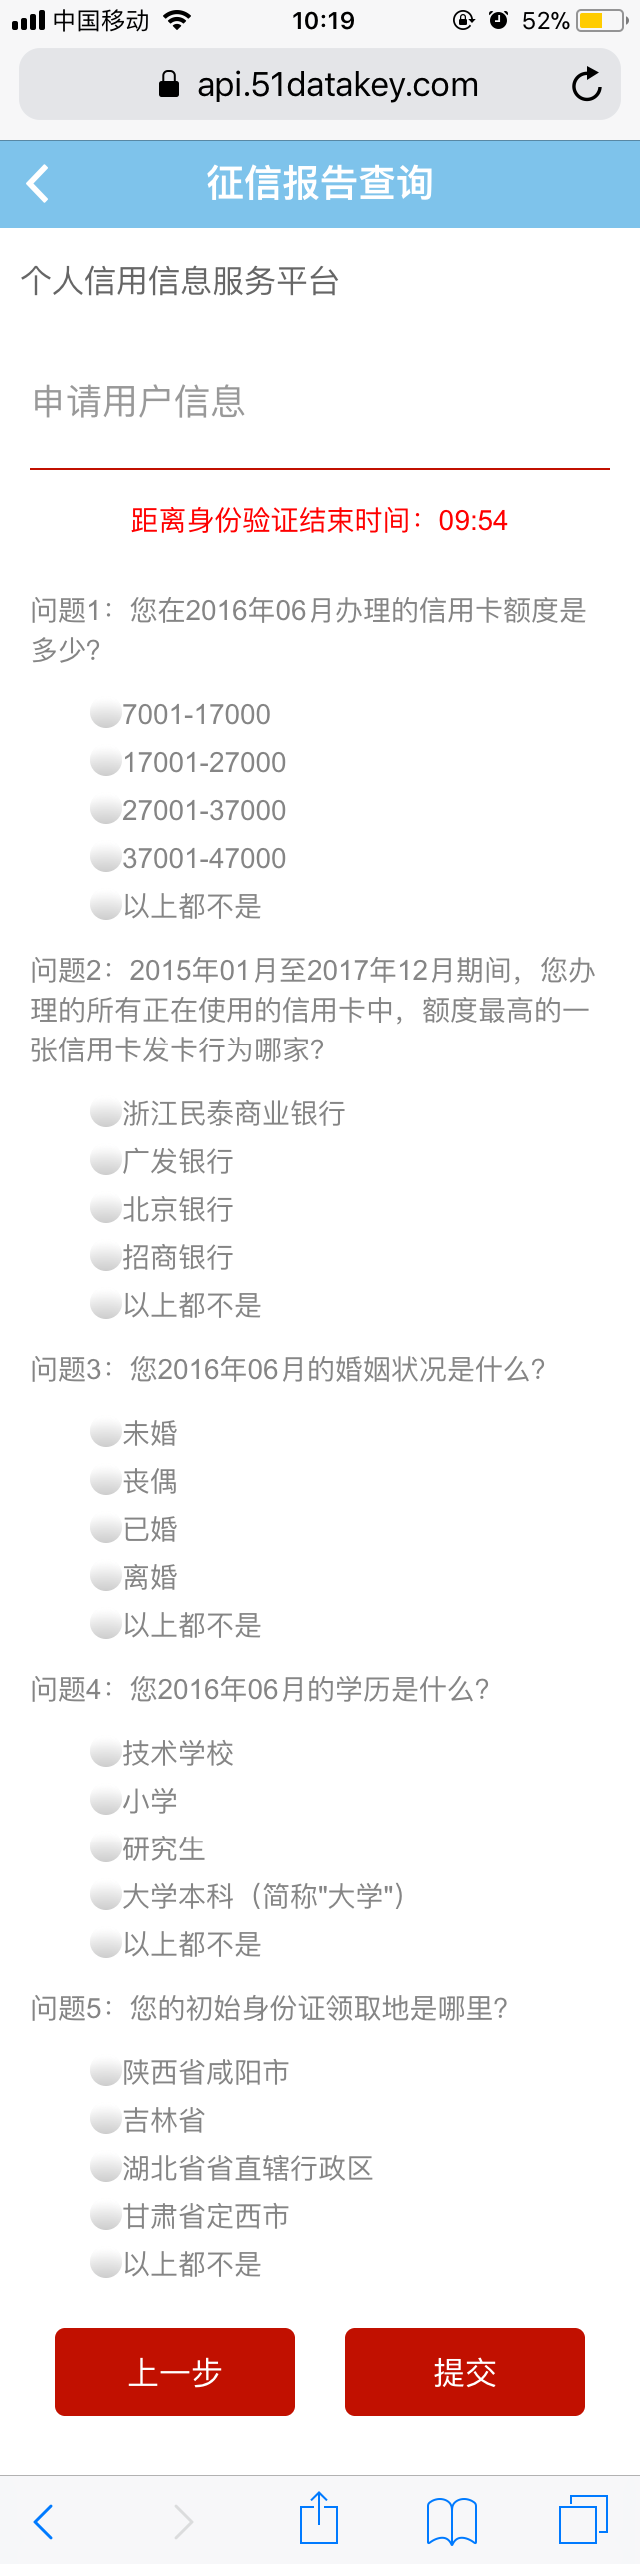 中国移动 10:19 52%
api.51datakey.com
征信报告查询
个人信用信息服务平台
申请用户信息
距离身份验证结束时间：09:54
问题1：您在2016年06月办理的信用卡额度是
多少?
7001-17000
17001-27000
27001-37000
37001-47000
以上都不是
问题2：2015年01月至2017年12月期间，您办
理的所有正在使用的信用卡中，额度最高的一
张信用卡发卡行为哪家?
浙江民泰商业银行
广发银行
北京银行
招商银行
以上都不是
问题3：您2016年06月的婚姻状况是什么?
未婚
丧偶
已婚
离婚
以上都不是
问题4：您2016年06月的学历是什么?
技术学校
小学
研究生
大学本科（简称"大学"）
以上都不是
问题5：您的初始身份证领取地是哪里?
陕西省咸阳市
吉林省
湖北省省直辖行政区
甘肃省定西市
以上都不是
上一步 提交